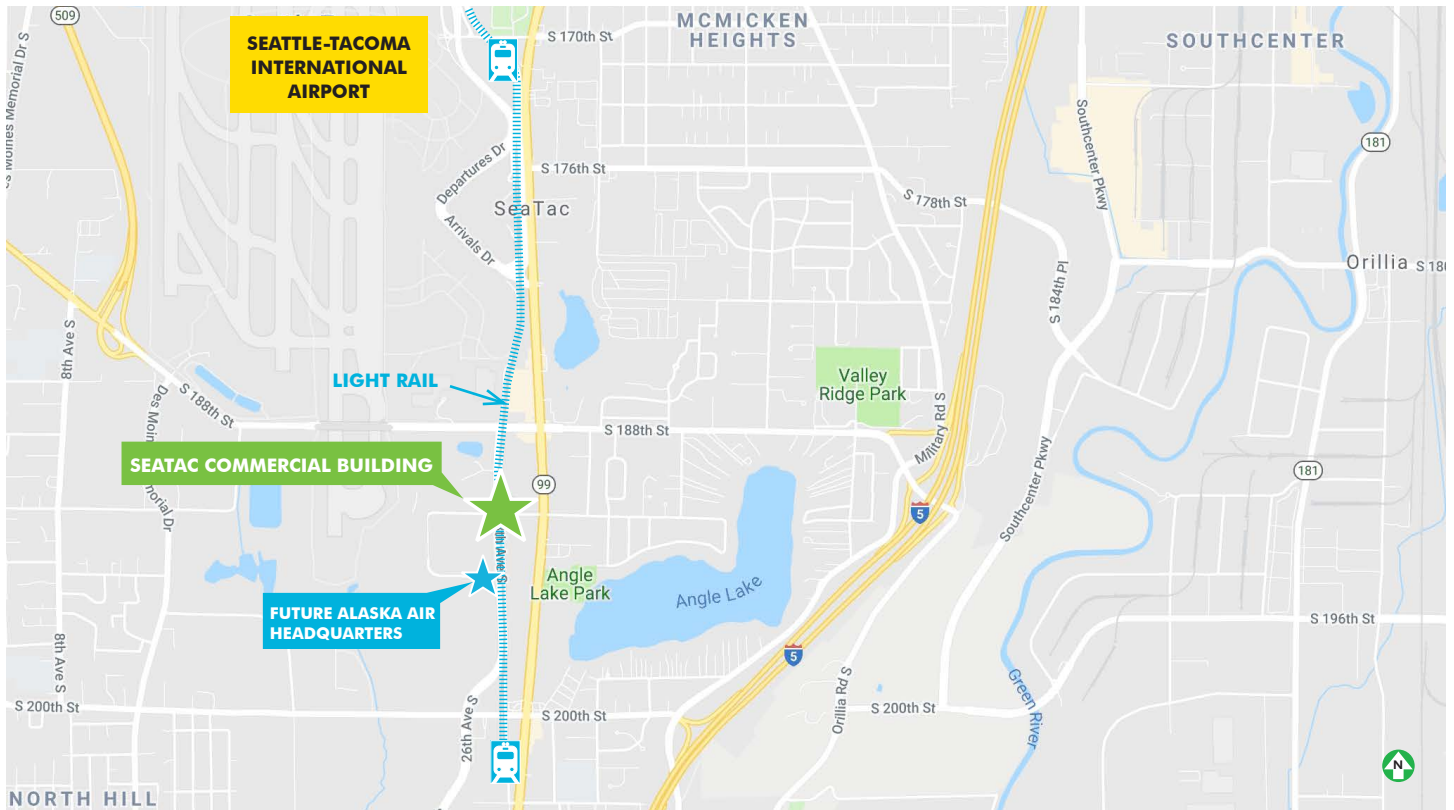 509
SEATTLE-TACOMA
INTERNATIONAL
AIRPORT
S 170th St
MCMICKEN
HEIGHTS
SOUTHCENTER
Moines Memorial Dr S
Southcenter Pkwy
181
Departures Dr
S 176th St
SeaTac
Arrivals Dr
S 178th St
Orillia
S 184th Pl
8th Ave S
LIGHT RAIL
Valley
Ridge Park
S 188th St
Des Moin
S 188th St
Military Rd S
SEATAC COMMERCIAL BUILDING
99
181
5
Southcenter Pkwy
Angle
Lake Park
Angle Lake
FUTURE ALASKA AIR
HEADQUARTERS
8th Ave S
S 196th St
5
Orillia Rd S
Green River
S 200th St
26th Ave S
S 200th St
S 200th St
N
NORTH HILL